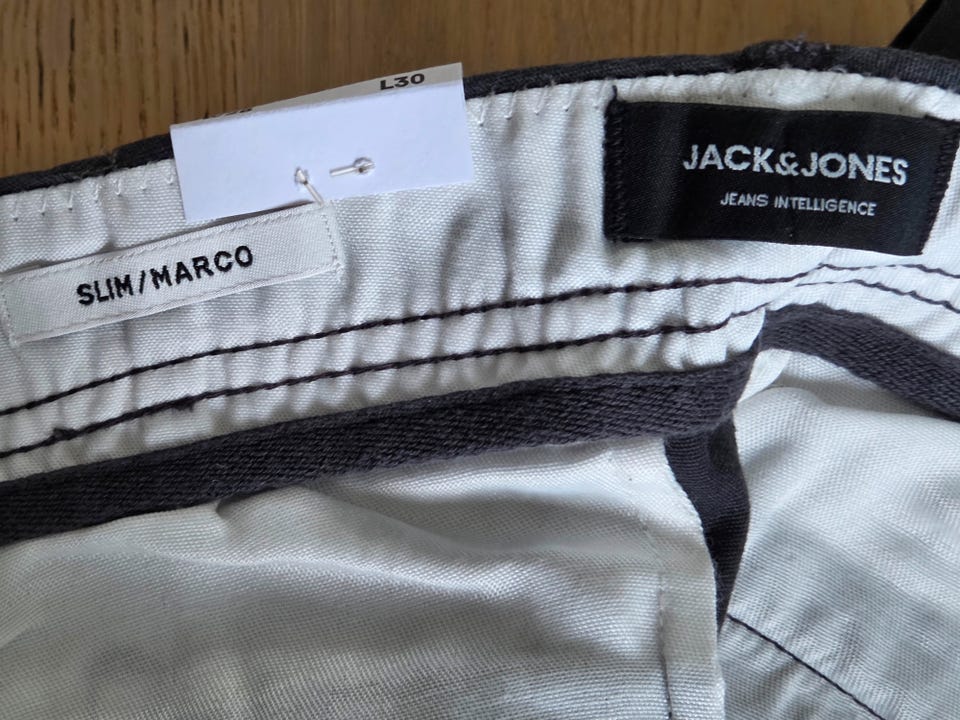 L30
SLIM/MARCO
JACK&JONES
JEANS INTELLIGENCE